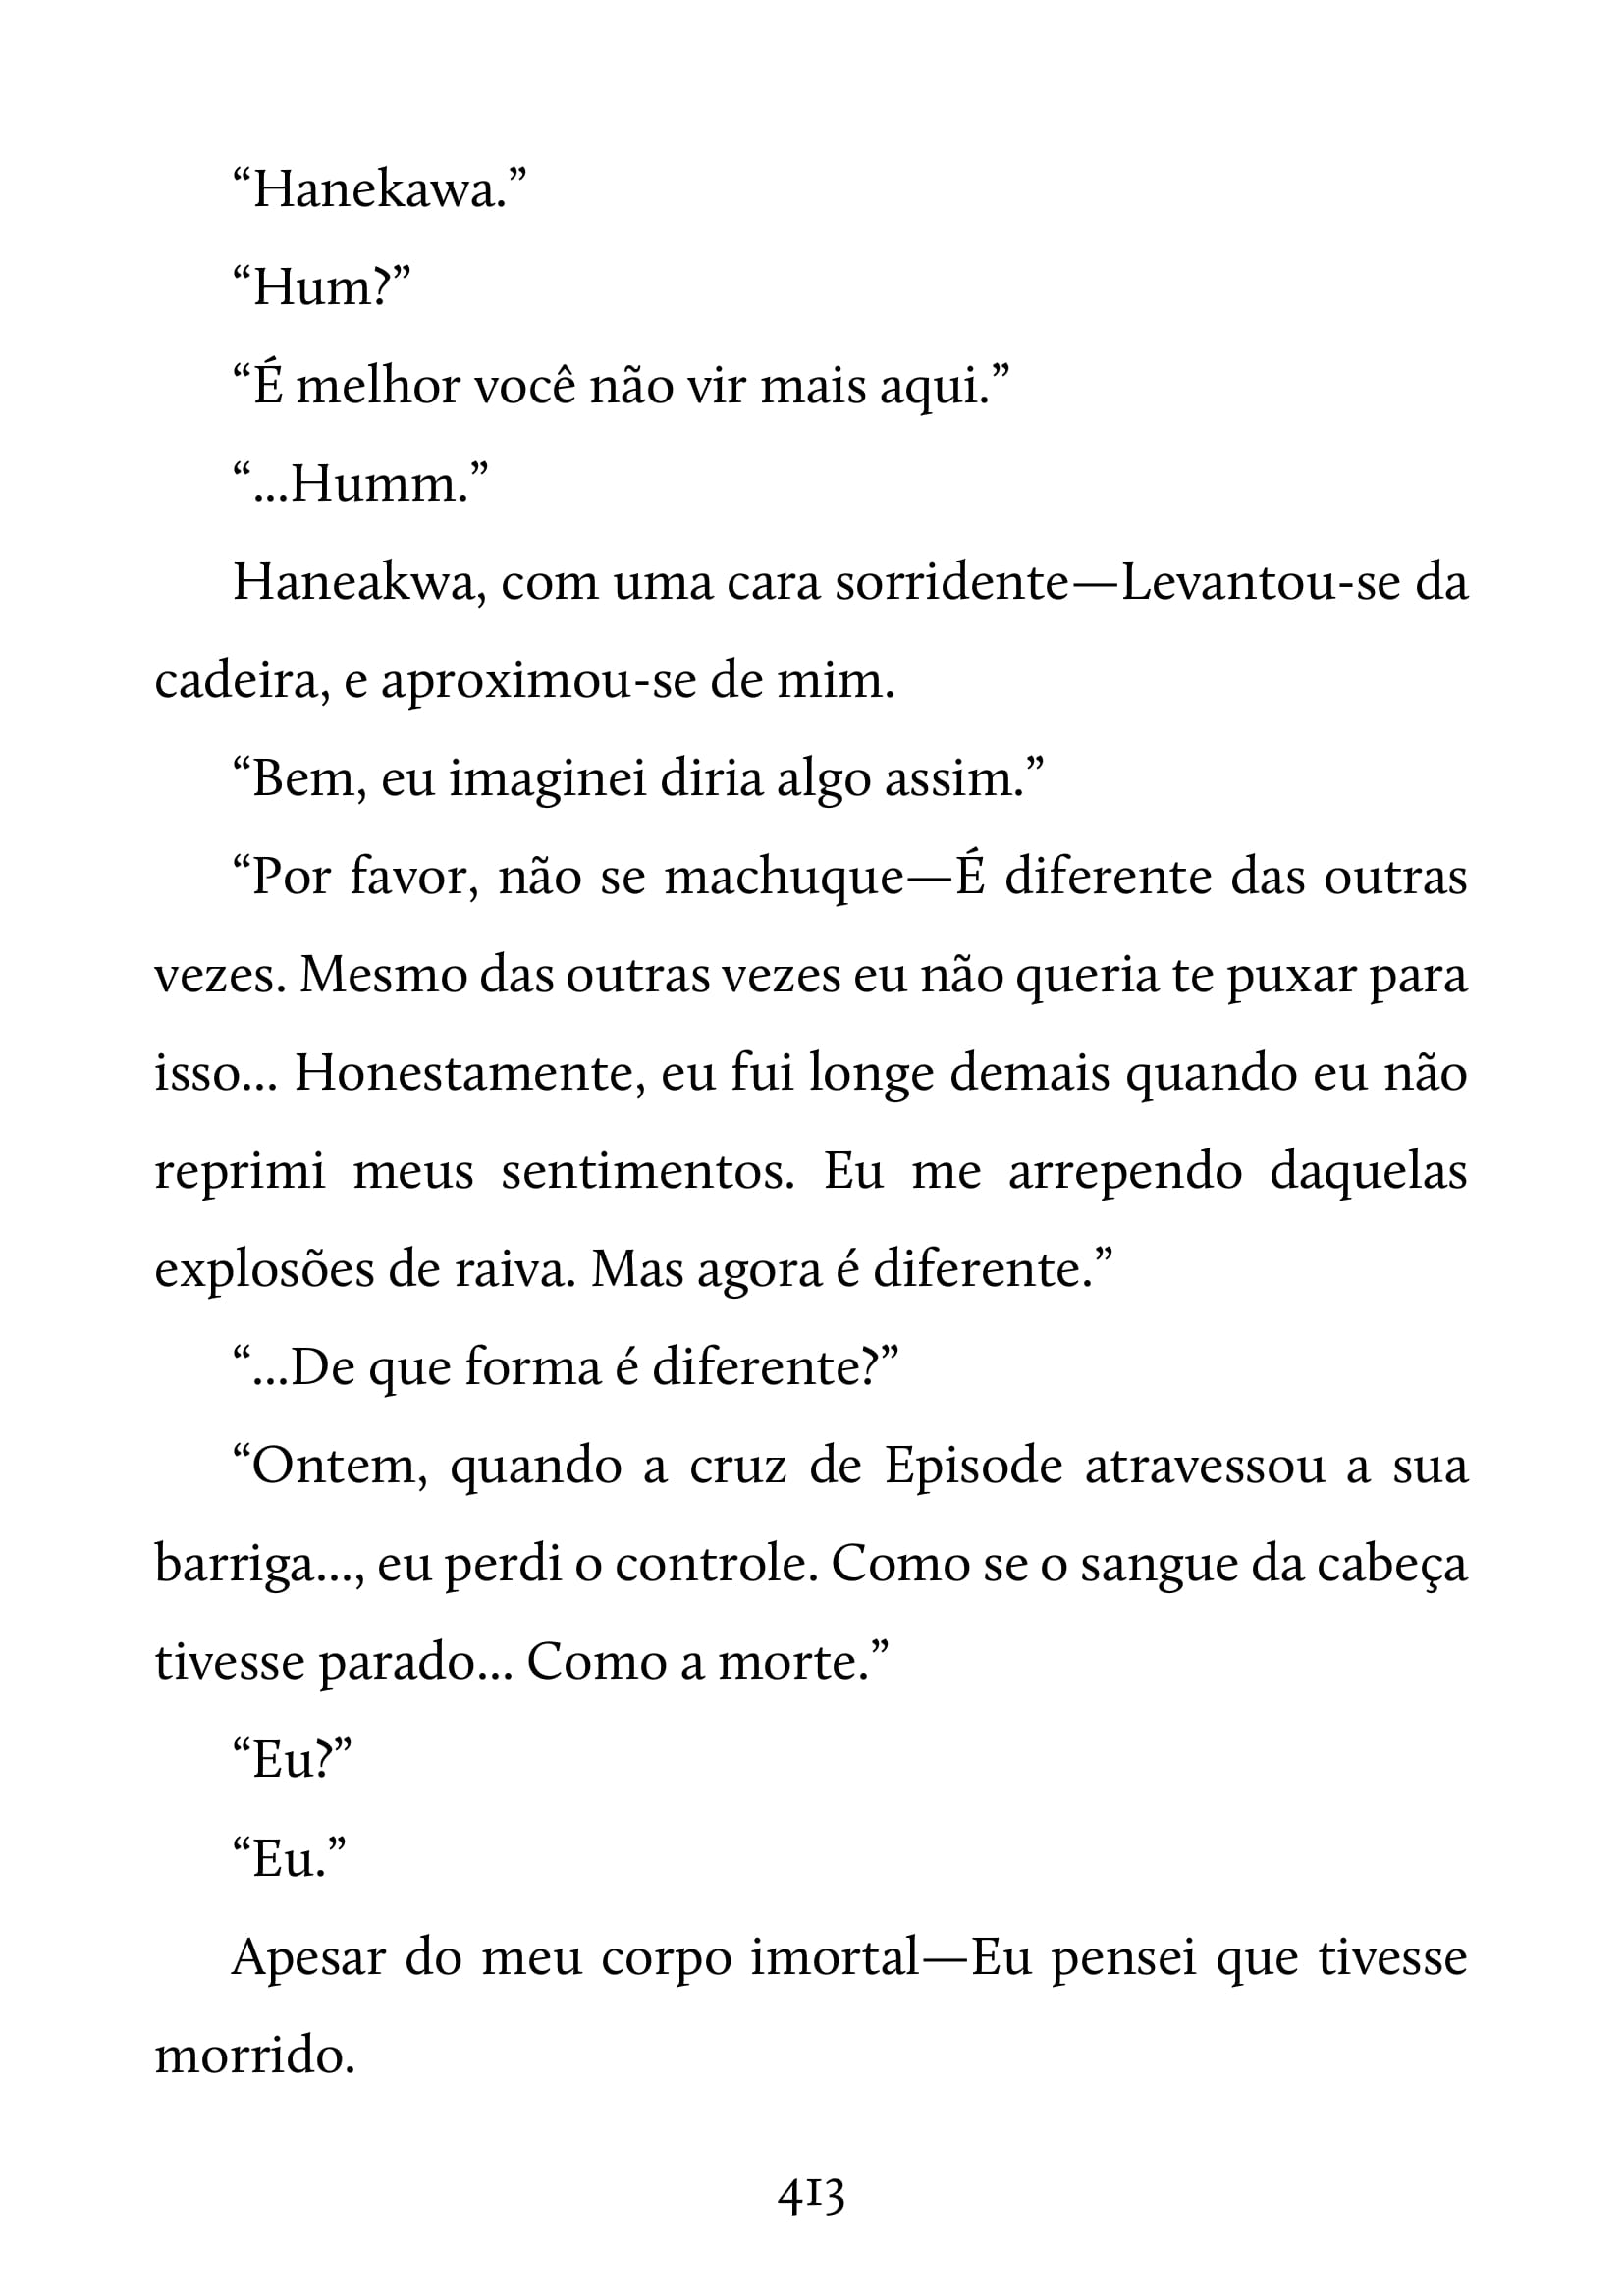 “Hanekawa.”
“Hum?”
“É melhor você não vir mais aqui.”
“...Humm.”
Haneakwa, com uma cara sorridente—Levantou-se da
cadeira, e aproximou-se de mim.
“Bem, eu imaginei diria algo assim.”
“Por favor, não se machuque—É diferente das outras
vezes. Mesmo das outras vezes eu não queria te puxar para
isso... Honestamente, eu fui longe demais quando eu não
reprimi meus sentimentos. Eu me arrependo daquelas
explosões de raiva. Mas agora é diferente.”
“...De que forma é diferente?”
“Ontem, quando a cruz de Episode atravessou a sua
barriga..., eu perdi o controle. Como se o sangue da cabeça
tivesse parado... Como a morte.”
“Eu?”
“Eu.”
Apesar do meu corpo imortal—Eu pensei que tivesse
morrido.
413